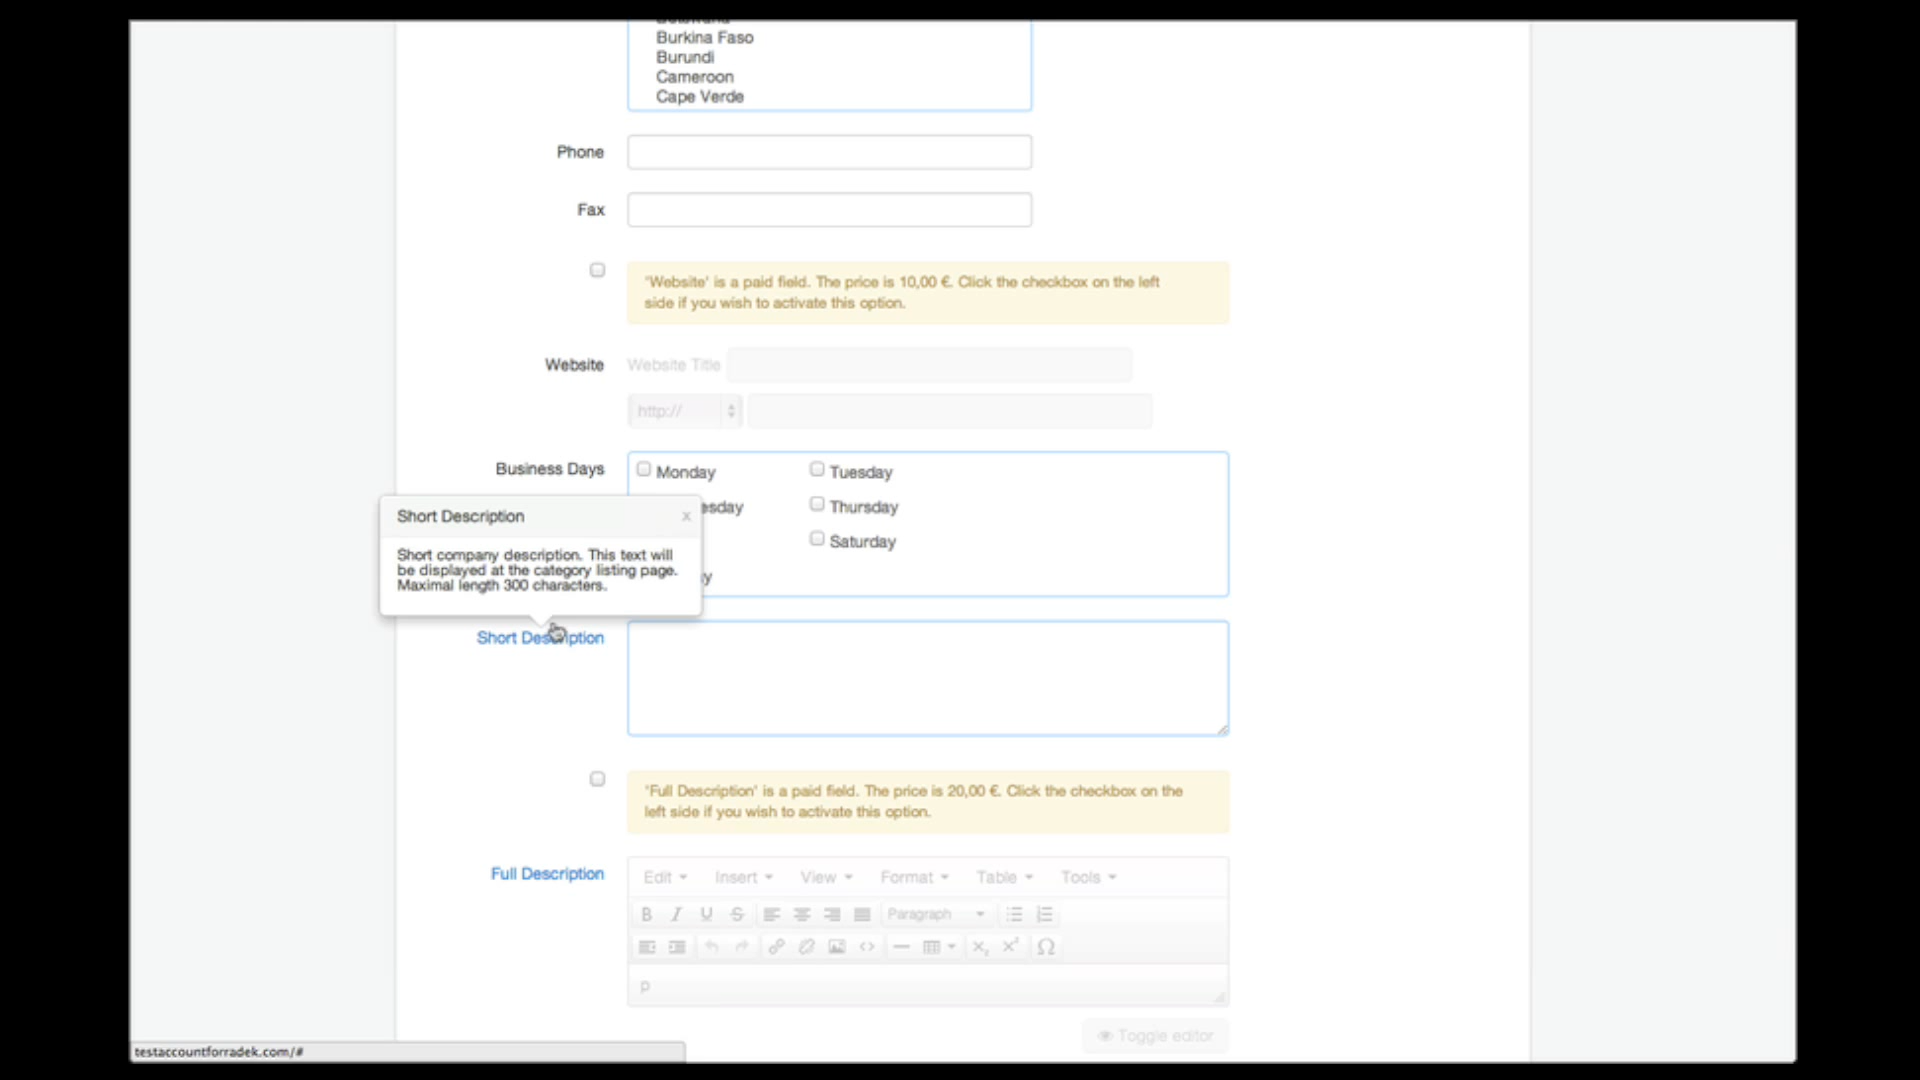 Burkina Faso
Burundi
Cameroon
Cape Verde
Phone
Fax
'Website' is a paid field. The price is 10,00 €. Click the checkbox on the left
side if you wish to activate this option.
Website Website Title
http://
Business Days Monday Tuesday
esday Thursday
Saturday
y
Short Description x
Short company description. This text will
be displayed at the category listing page.
Maximal length 300 characters.
Short Description
'Full Description' is a paid field. The price is 20,00 €. Click the checkbox on the
left side if you wish to activate this option.
Full Description Edit Insert View Format Table Tools
B I U S Paragraph
p
Toggle editor
testaccountforradek.com/#